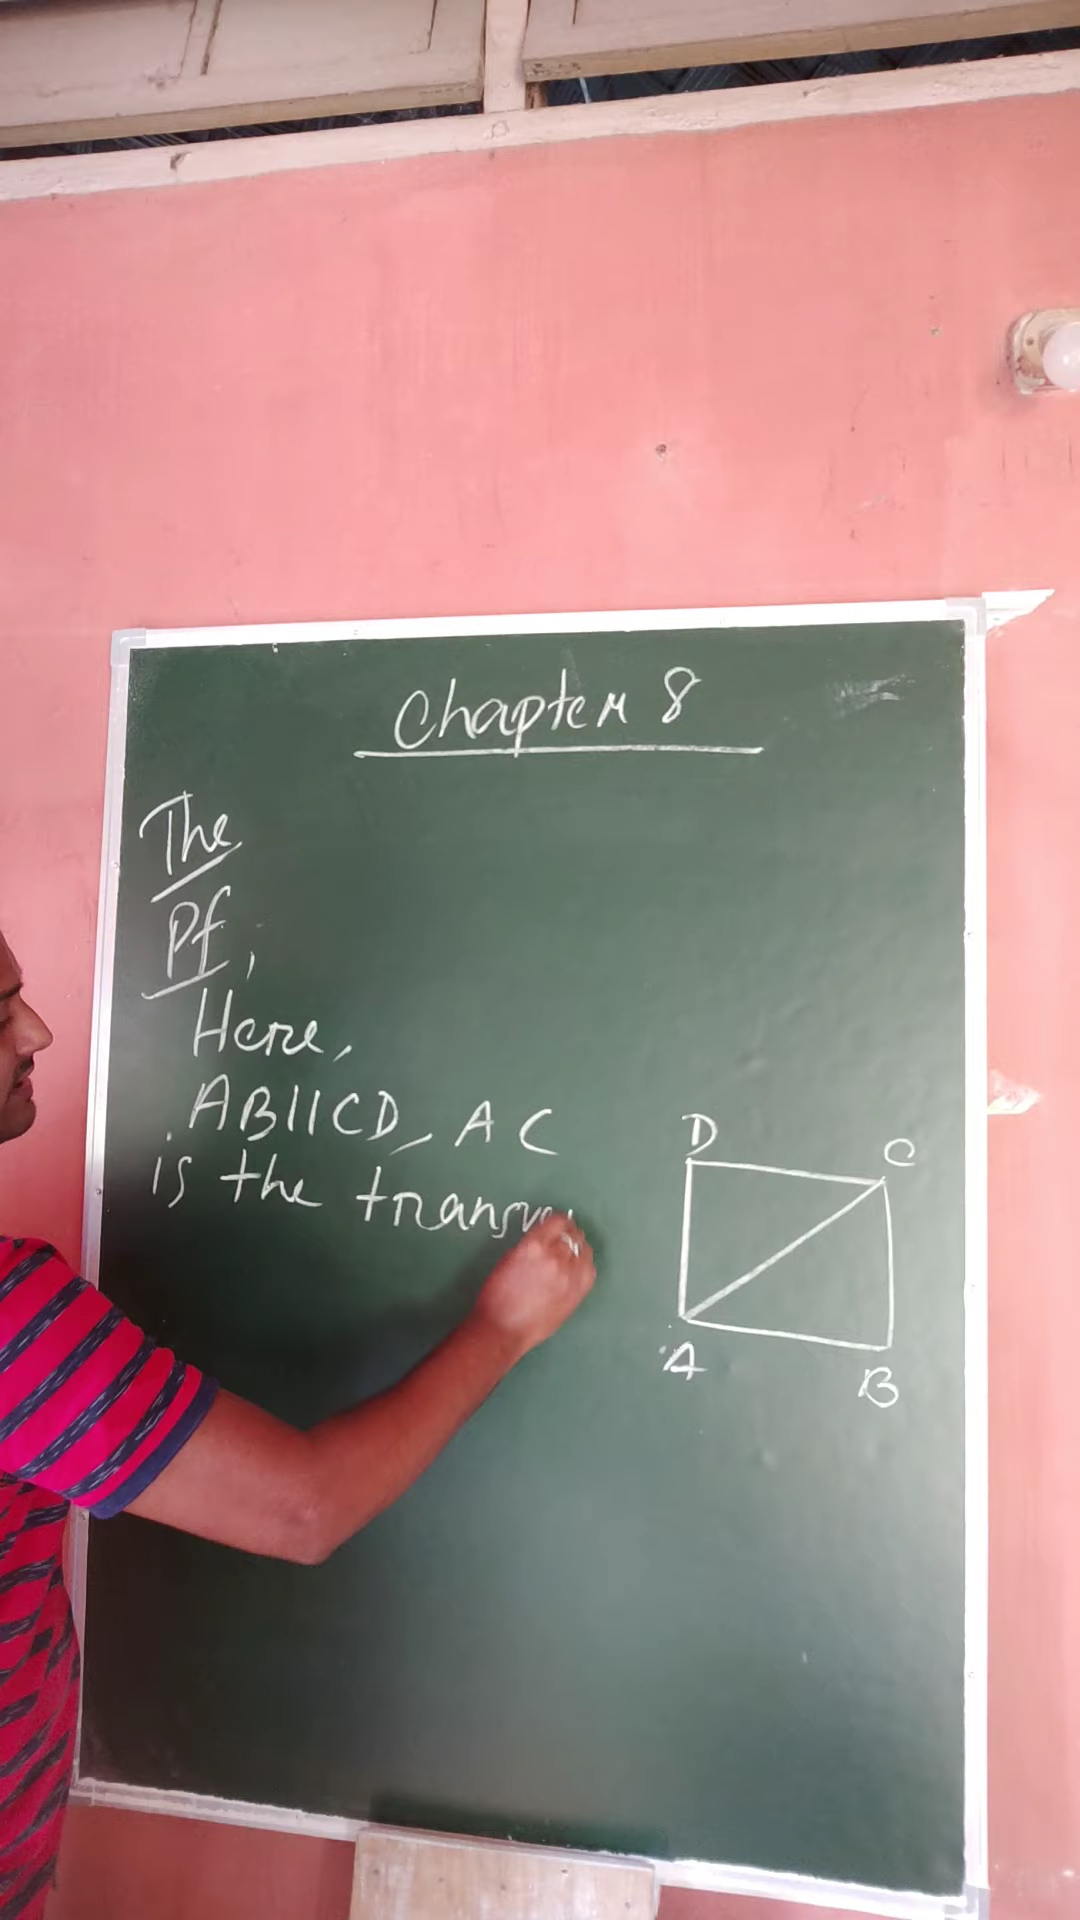 Chapter 8
The
Pf,
Here,
AB||CD, AC
is the
D
C
A
B